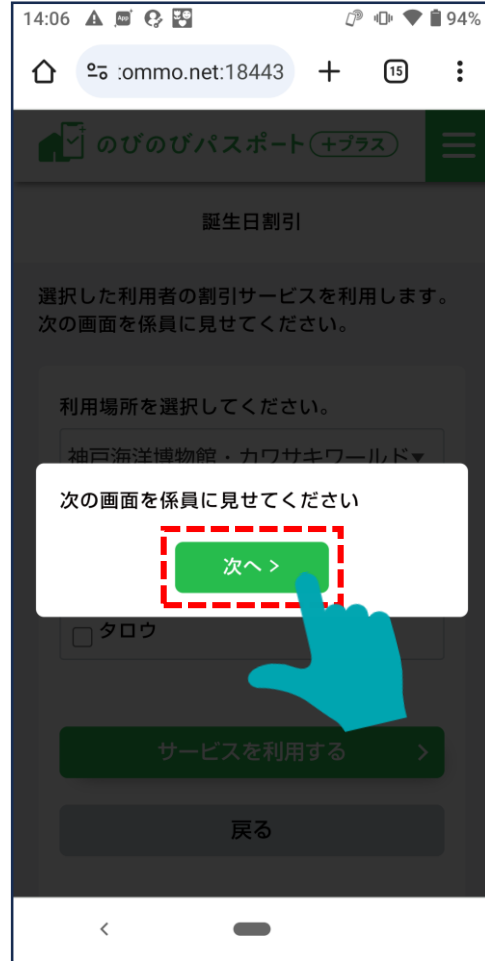 14:06
94%
:ommo.net:18443
15
のびのびパスポート+プラス
誕生日割引
選択した利用者の割引サービスを利用します。
次の画面を係員に見せてください。
利用場所を選択してください。
神戸海洋博物館・カワサキワールド▼
次の画面を係員に見せてください
次へ >
タロウ
サービスを利用する
戻る